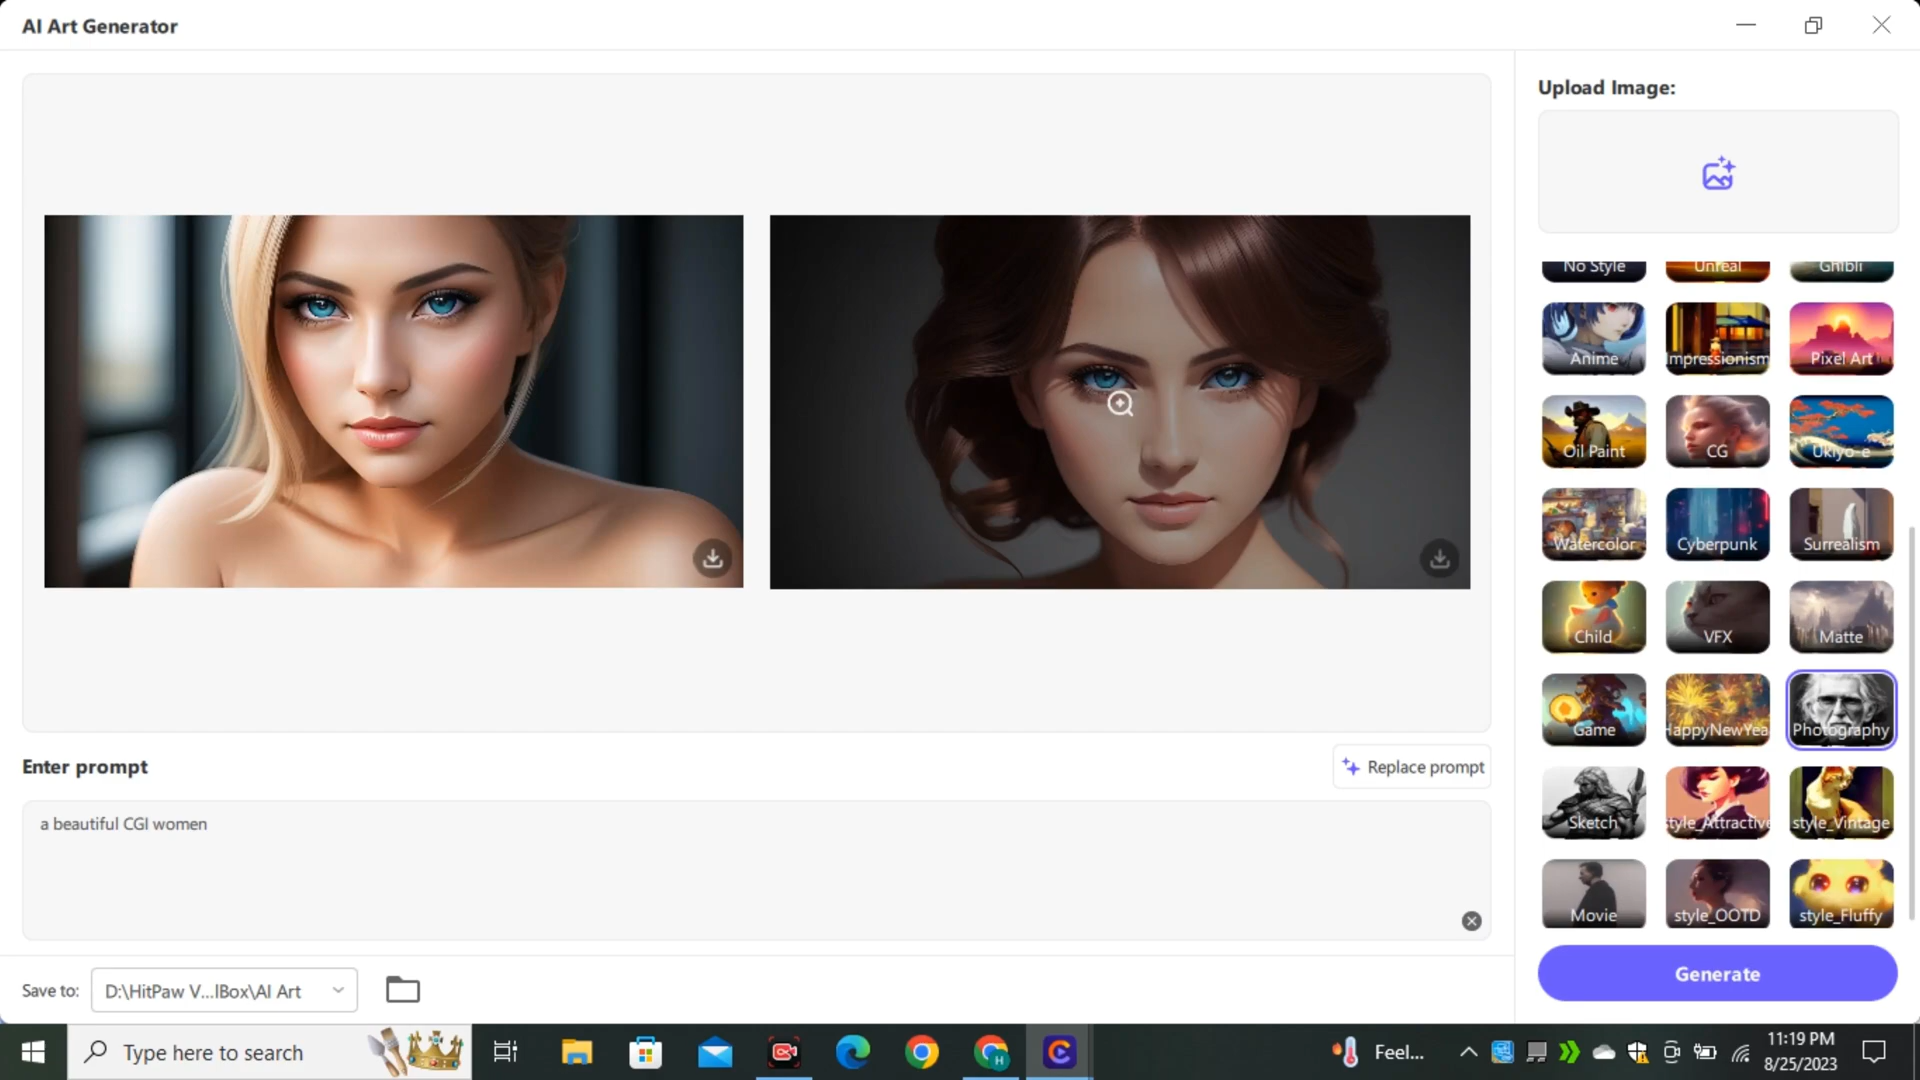 AI Art Generator
Upload Image:
No Style
Unreal
Ghibli
Anime
Impressionism
Pixel Art
Oil Paint
CG
Ukiyo-e
Watercolor
Cyberpunk
Surrealism
Child
VFX
Matte
Game
HappyNewYea
Photography
Sketch
style_Attractive
style_Vintage
Movie
style_OOTD
style_Fluffy
Enter prompt
Replace prompt
a beautiful CGI women
Generate
Save to:
D:\HitPaw V...lBox\AI Art
Type here to search
H
Feel...
11:19 PM
8/25/2023